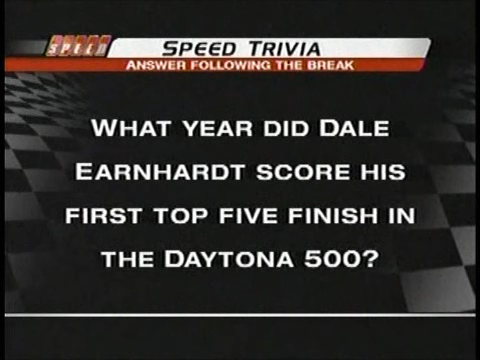 SPEED
SPEED TRIVIA
ANSWER FOLLOWING THE BREAK
WHAT YEAR DID DALE
EARNHARDT SCORE HIS
FIRST TOP FIVE FINISH IN
THE DAYTONA 500?